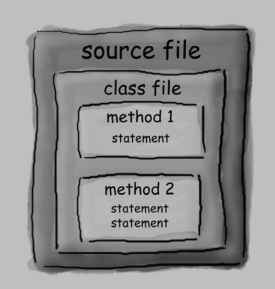 source file
class file
method 1
statement
method 2
statement
statement